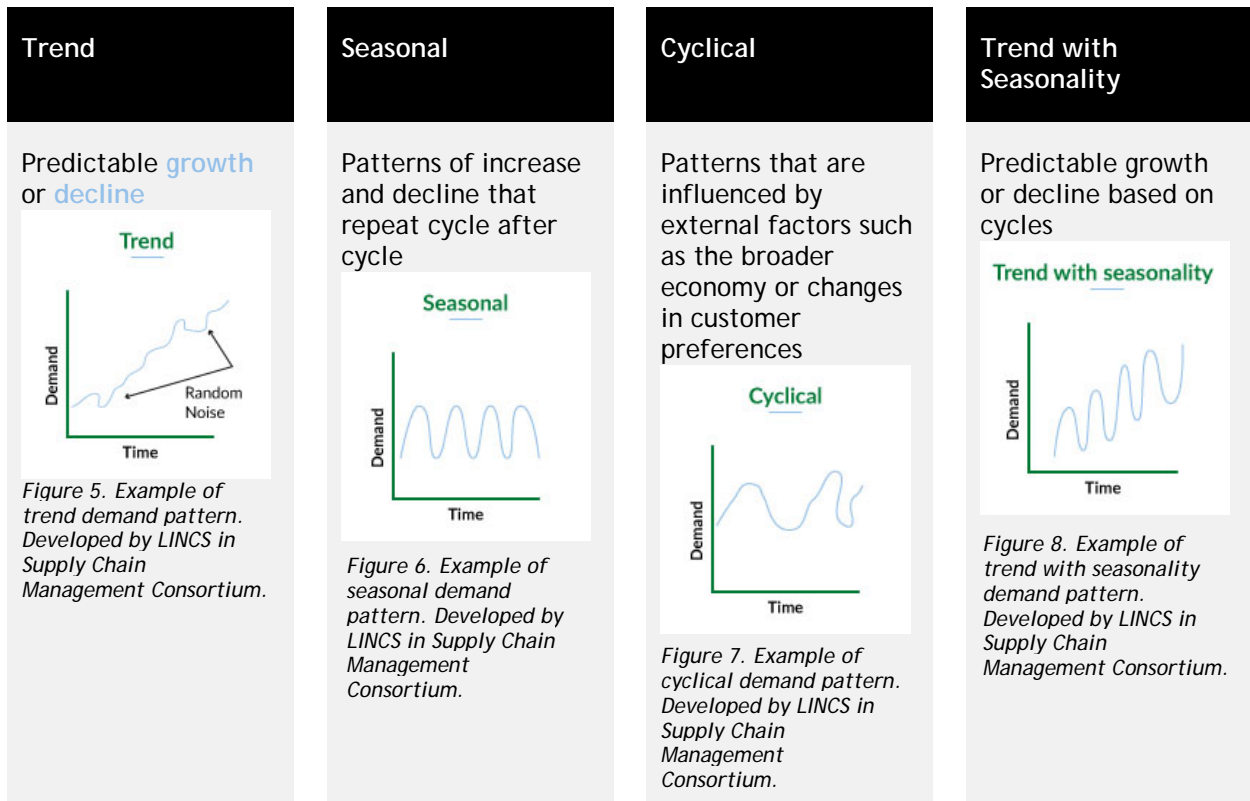 Trend
Predictable growth
or decline
Trend
Demand
Random
Noise
Time
Figure 5. Example of
trend demand pattern.
Developed by LINCS in
Supply Chain
Management Consortium.
Seasonal
Patterns of increase
and decline that
repeat cycle after
cycle
Seasonal
Demand
Time
Figure 6. Example of
seasonal demand
pattern. Developed by
LINCS in Supply Chain
Management
Consortium.
Cyclical
Patterns that are
influenced by
external factors such
as the broader
economy or changes
in customer
preferences
Cyclical
Demand
Time
Figure 7. Example of
cyclical demand pattern.
Developed by LINCS in
Supply Chain
Management
Consortium.
Trend with
Seasonality
Predictable growth
or decline based on
cycles
Trend with seasonality
Demand
Time
Figure 8. Example of
trend with seasonality
demand pattern.
Developed by LINCS in
Supply Chain
Management Consortium.